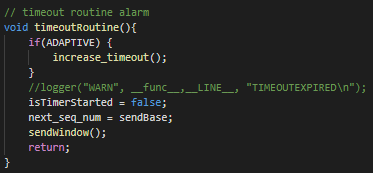 // timeout routine alarm
void timeoutRoutine(){
    if(ADAPTIVE) {
        increase_timeout();
    }
    //logger("WARN", __func__,__LINE__, "TIMEOUTEXPIRED\n");
    isTimerStarted = false;
    next_seq_num = sendBase;
    sendWindow();
    return;
}